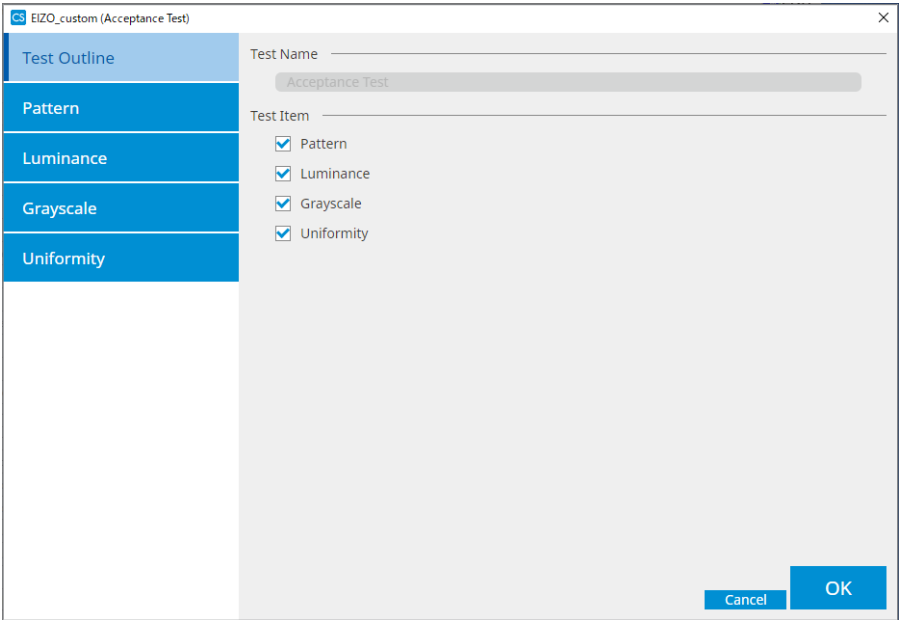 CS EIZO_custom (Acceptance Test)
Test Outline
Pattern
Luminance
Grayscale
Uniformity
Test Name
Acceptance Test
Test Item
Pattern
Luminance
Grayscale
Uniformity
Cancel
OK